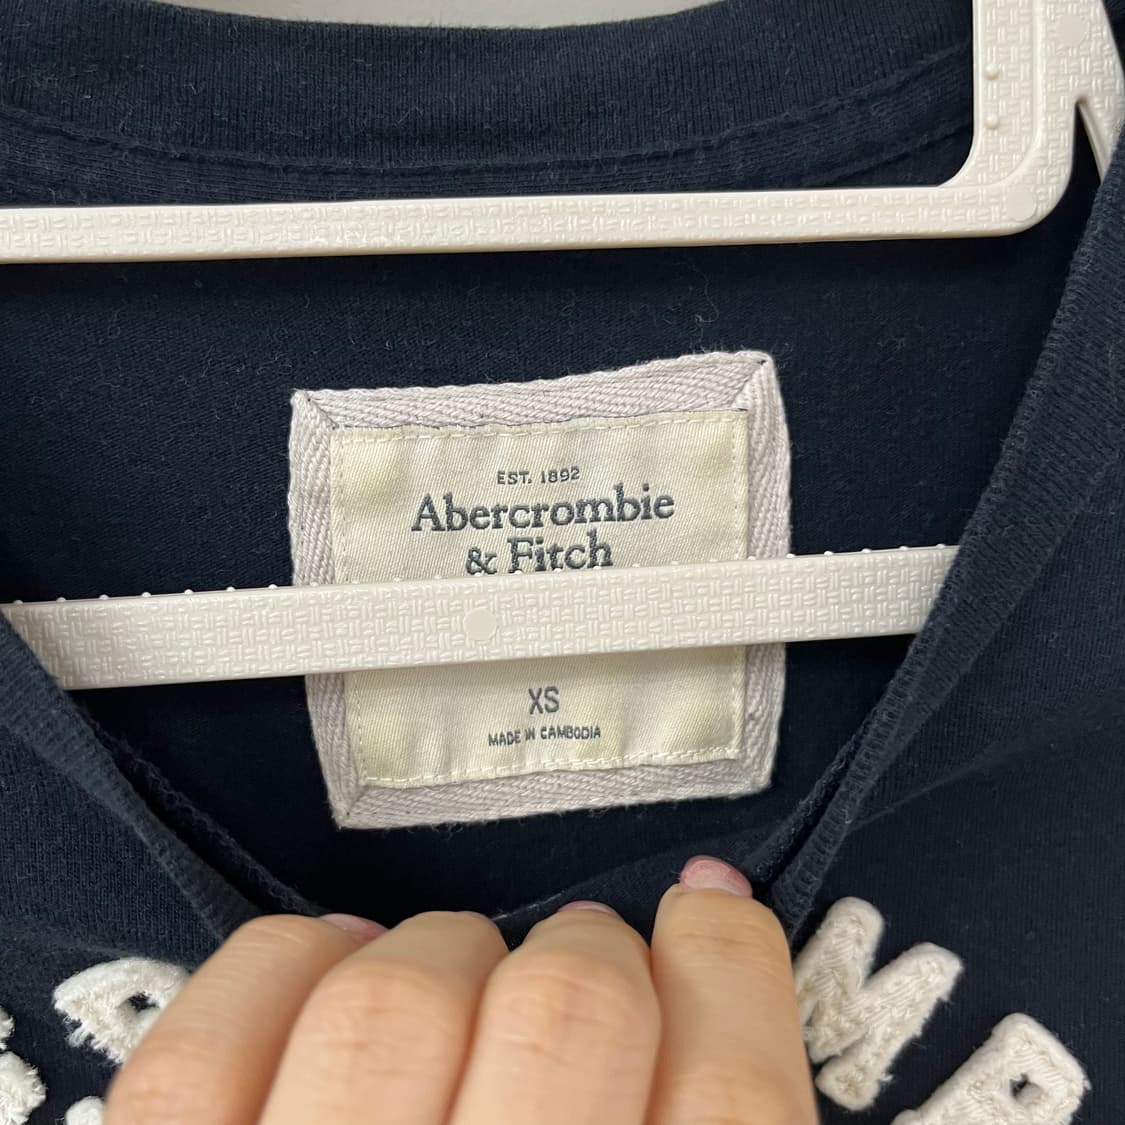 EST. 1892
Abercrombie
& Fitch
XS
MADE IN CAMBODIA